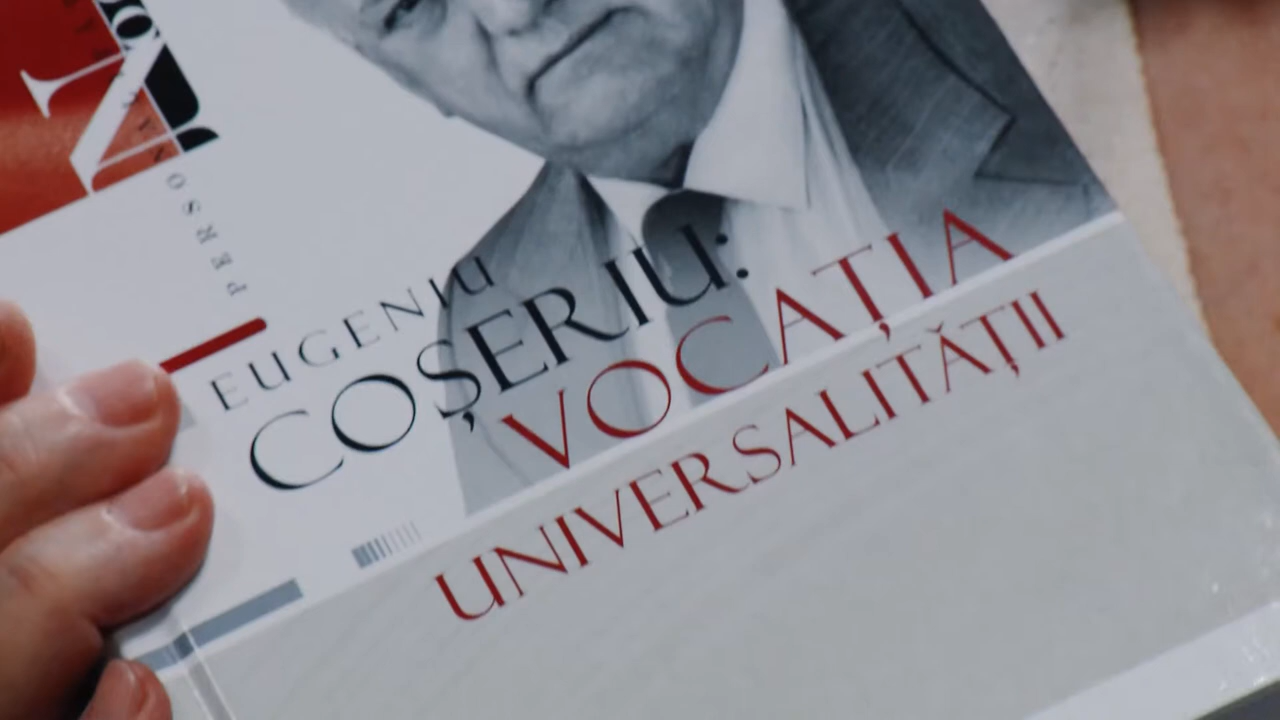 PERSO
EUGENIU
COȘERIU:
VOCAȚIA
UNIVERSALITĂȚII